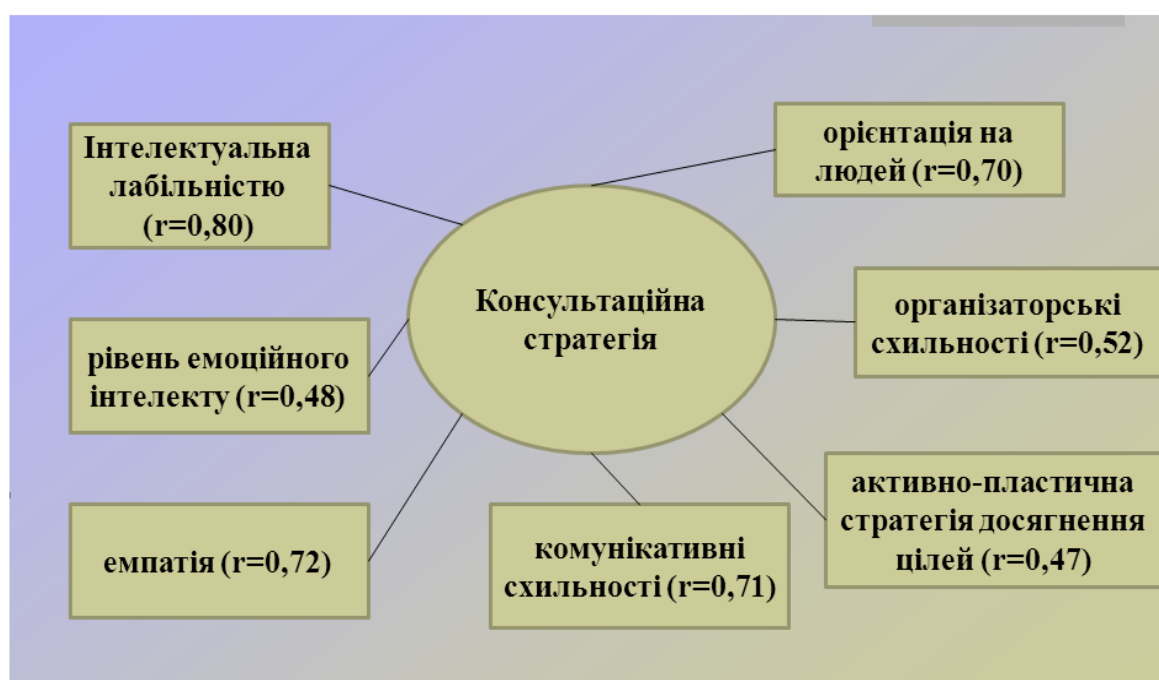 Інтелектуальна
лабільністю
(r=0,80)
орієнтація на
людей (r=0,70)
Консультаційна
стратегія
організаторські
схильності (r=0,52)
рівень емоційного
інтелекту (r=0,48)
активно-пластична
стратегія досягнення
цілей (r=0,47)
емпатія (r=0,72)
комунікативні
схильності (r=0,71)